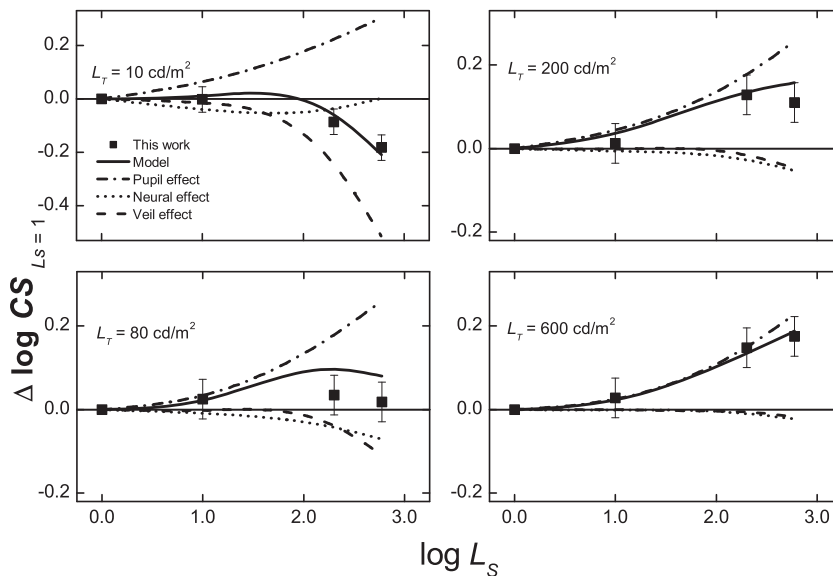 L_T = 10 cd/m²
0.2
0.0
-0.2
-0.4
This work
Model
Pupil effect
Neural effect
Veil effect
L_T = 200 cd/m²
0.2
0.0
-0.2
Δ log CS_{Ls = 1}
L_T = 80 cd/m²
0.2
0.0
-0.2
0.0 1.0 2.0 3.0
L_T = 600 cd/m²
0.2
0.0
-0.2
0.0 1.0 2.0 3.0
log L_S